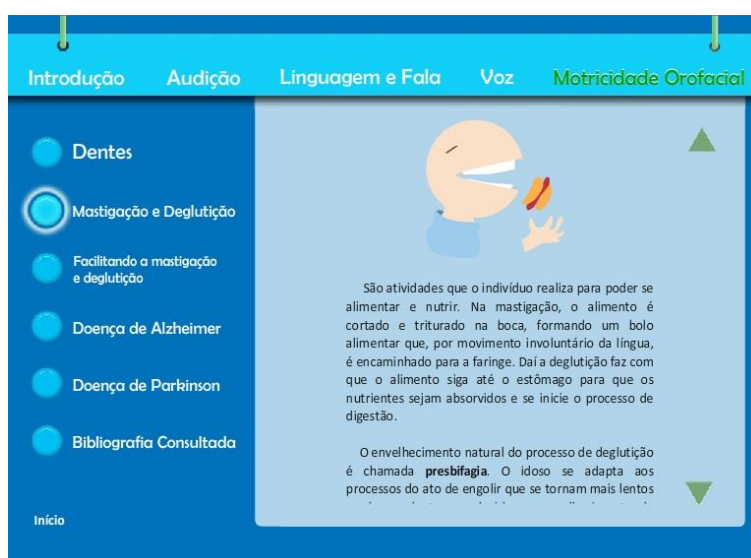 Introdução Audição Linguagem e Fala Voz Motricidade Orofacial
Dentes
Mastigação e Deglutição
Facilitando a mastigação
e deglutição
Doença de Alzheimer
Doença de Parkinson
Bibliografia Consultada
Início
São atividades que o indivíduo realiza para poder se
alimentar e nutrir. Na mastigação, o alimento é
cortado e triturado na boca, formando um bolo
alimentar que, por movimento involuntário da língua,
é encaminhado para a faringe. Daí a deglutição faz com
que o alimento siga até o estômago para que os
nutrientes sejam absorvidos e se inicie o processo de
digestão.
O envelhecimento natural do processo de deglutição
é chamada presbifagia. O idoso se adapta aos
processos do ato de engolir que se tornam mais lentos